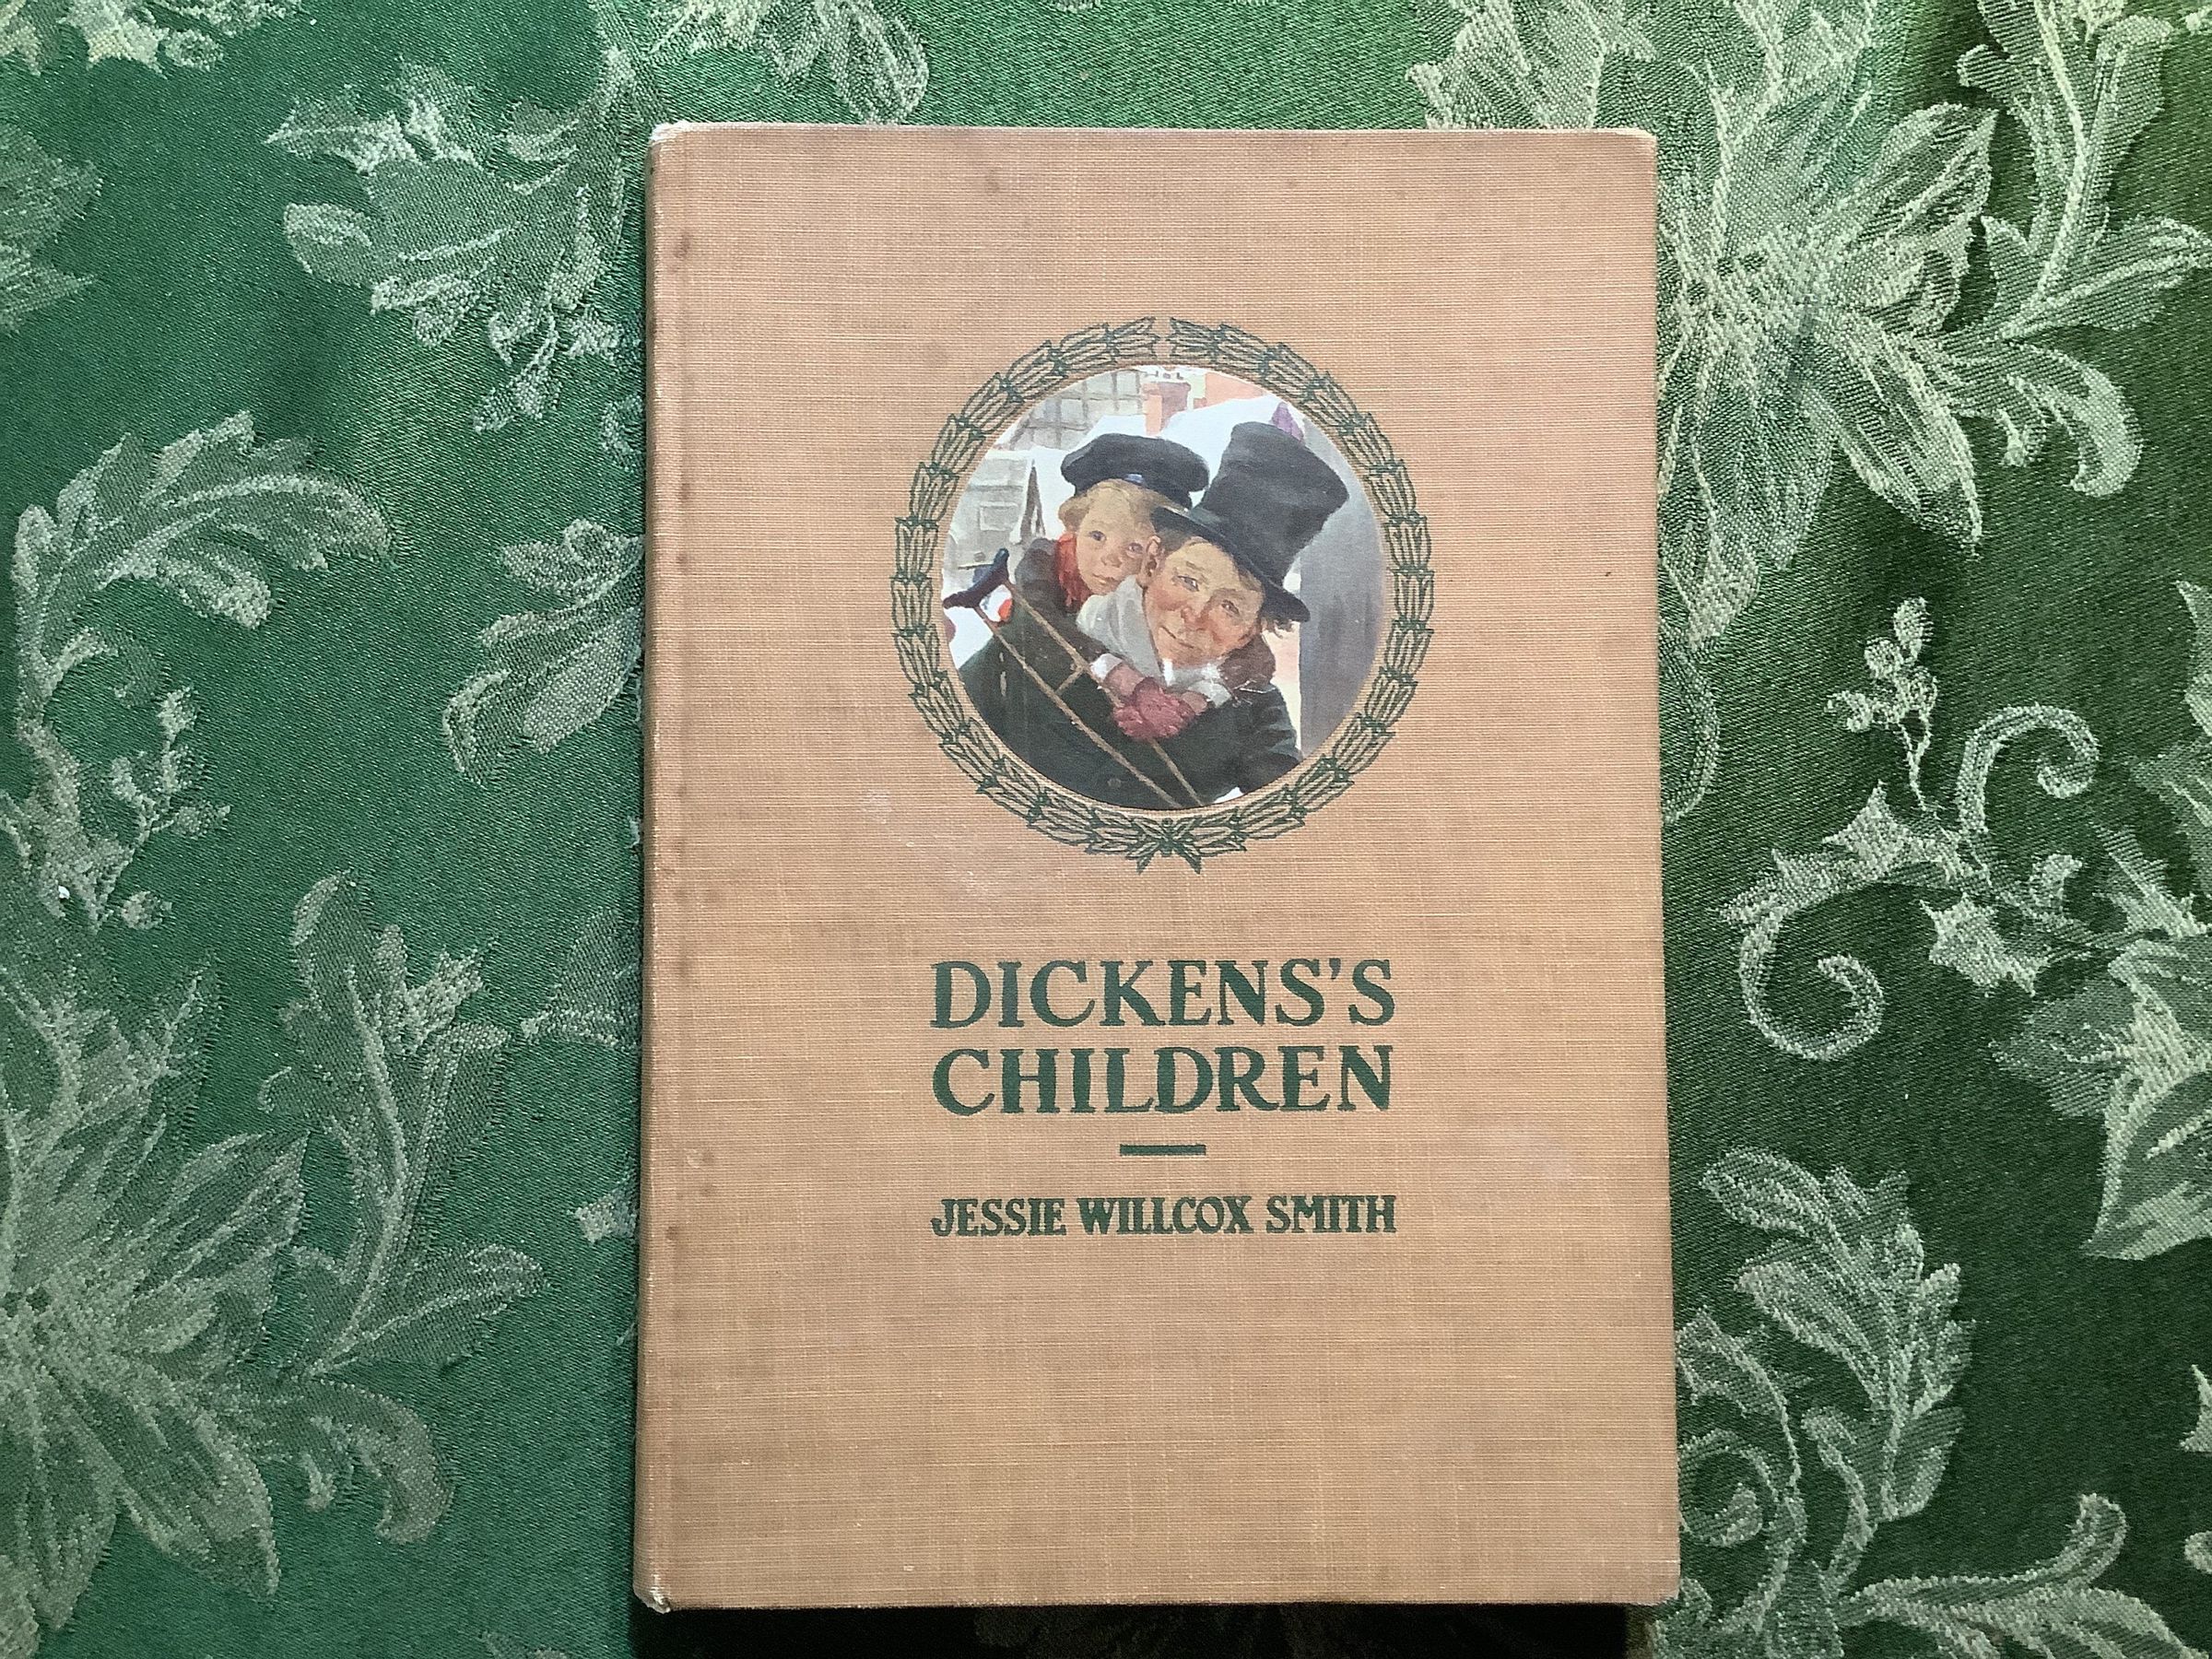 DICKENS'S
CHILDREN
JESSIE WILLCOX SMITH